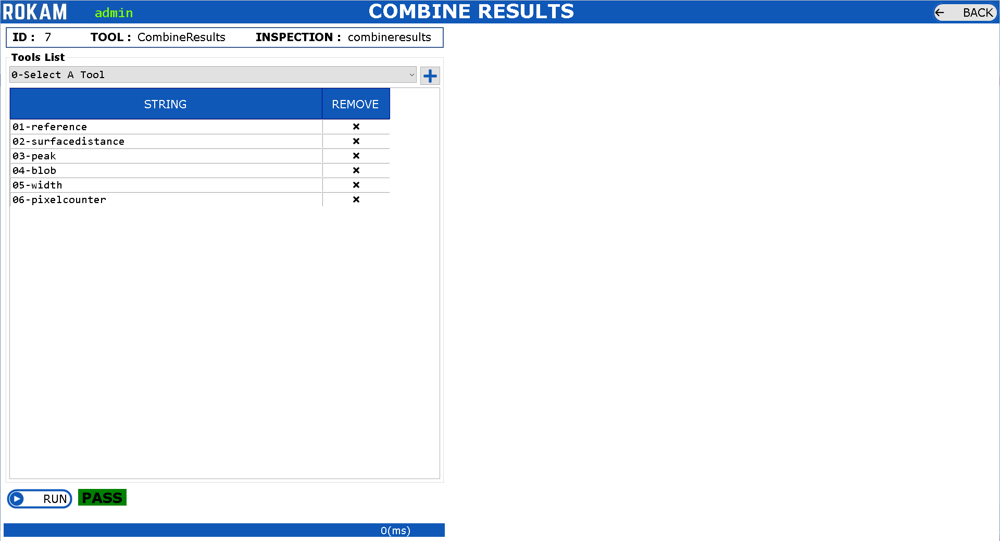 ROKAM admin COMBINE RESULTS BACK
ID : 7 TOOL : CombineResults INSPECTION : combineresults
Tools List
0-Select A Tool
STRING REMOVE
01-reference
02-surfacedistance
03-peak
04-blob
05-width
06-pixelcounter
RUN PASS
0(ms)